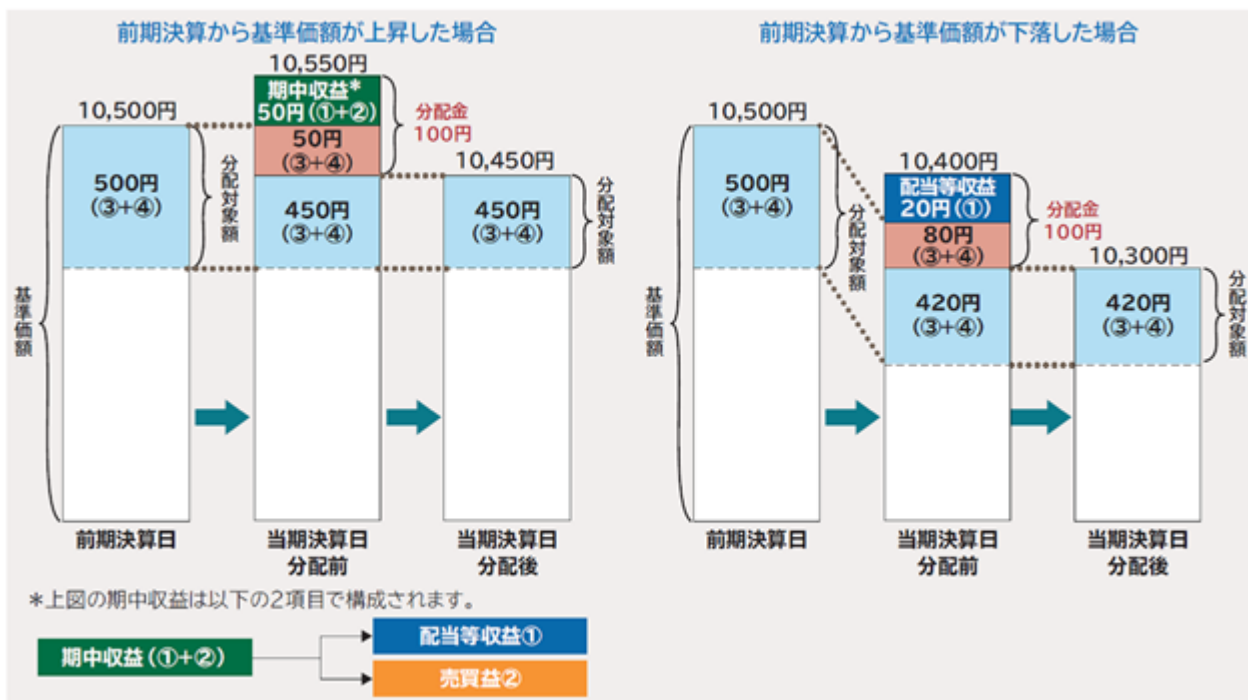 前期決算から基準価額が上昇した場合
10,500円
500円
(③+④)
分配対象額
基準価額
10,550円
期中収益*
50円(①+②)
50円
(③+④)
450円
(③+④)
分配金
100円
10,450円
450円
(③+④)
分配対象額
前期決算日
当期決算日
分配前
当期決算日
分配後
前期決算から基準価額が下落した場合
10,500円
500円
(③+④)
分配対象額
基準価額
10,400円
配当等収益
20円(①)
80円
(③+④)
420円
(③+④)
分配金
100円
10,300円
420円
(③+④)
分配対象額
前期決算日
当期決算日
分配前
当期決算日
分配後
*上図の期中収益は以下の2項目で構成されます。
期中収益(①+②)
配当等収益①
売買益②